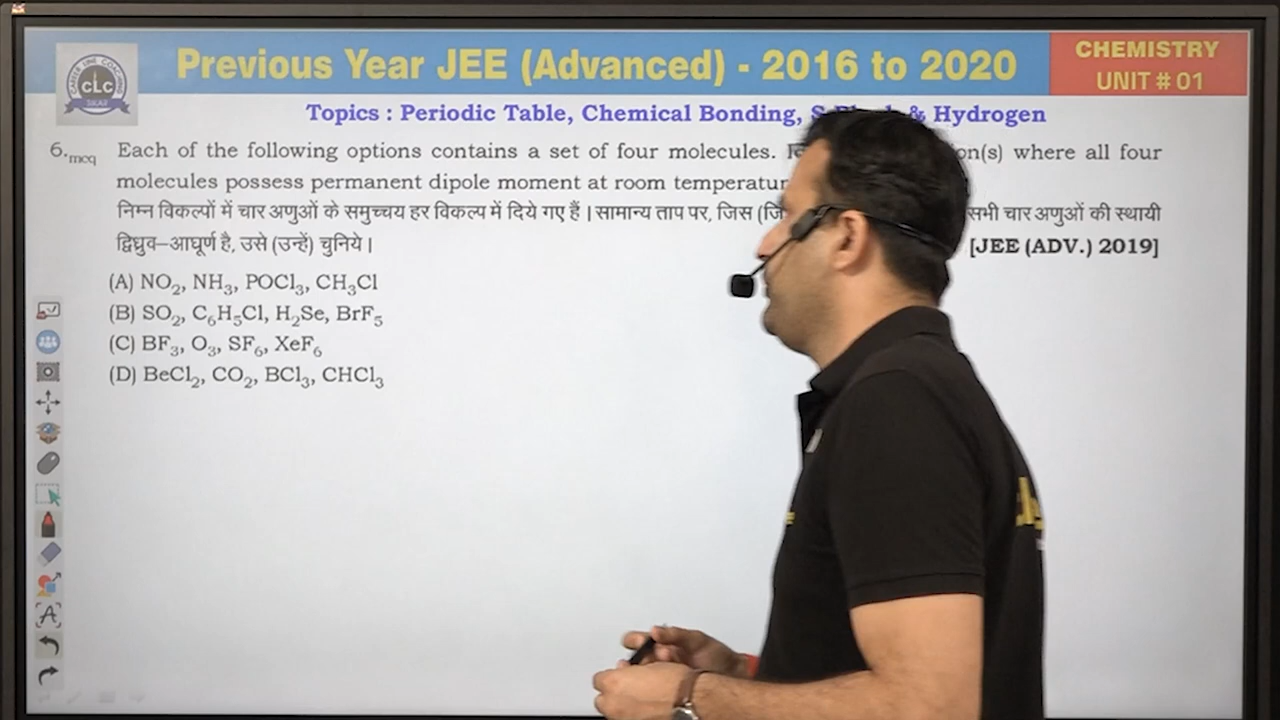 Previous Year JEE (Advanced) - 2016 to 2020
CHEMISTRY
UNIT # 01
CLC
SIKAR
Topics : Periodic Table, Chemical Bonding, & Hydrogen
6.mcq Each of the following options contains a set of four molecules. on(s) where all four
molecules possess permanent dipole moment at room
निम्न विकल्पों में चार अणुओं के समुच्चय हर विकल्प में दिये गए हैं। सामान्य ताप पर, जिस सभी चार अणुओं की स्थायी
द्विध्रुव–आघूर्ण है, उसे (उन्हें) चुनिये।
[JEE (ADV.) 2019]
(A) NO₂, NH₃, POCl₃, CH₃Cl
(B) SO₂, C₆H₅Cl, H₂Se, BrF₅
(C) BF₃, O₃, SF₆, XeF₆
(D) BeCl₂, CO₂, BCl₃, CHCl₃